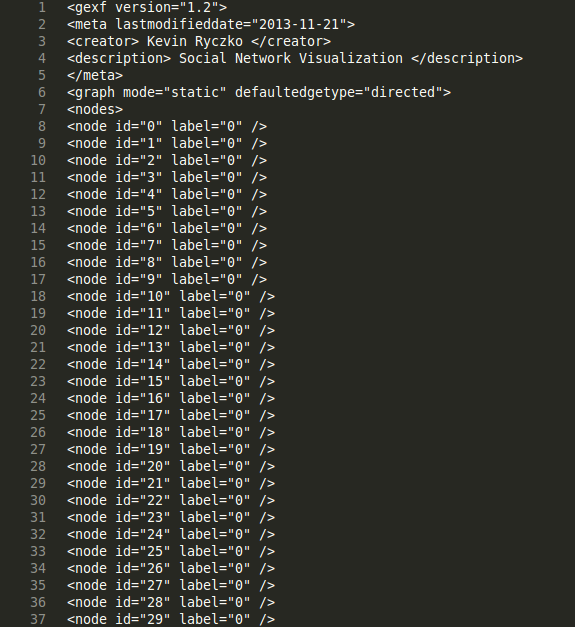 1 <gexf version="1.2">
2 <meta lastmodifieddate="2013-11-21">
3 <creator> Kevin Ryczko </creator>
4 <description> Social Network Visualization </description>
5 </meta>
6 <graph mode="static" defaultedgetype="directed">
7 <nodes>
8 <node id="0" label="0" />
9 <node id="1" label="0" />
10 <node id="2" label="0" />
11 <node id="3" label="0" />
12 <node id="4" label="0" />
13 <node id="5" label="0" />
14 <node id="6" label="0" />
15 <node id="7" label="0" />
16 <node id="8" label="0" />
17 <node id="9" label="0" />
18 <node id="10" label="0" />
19 <node id="11" label="0" />
20 <node id="12" label="0" />
21 <node id="13" label="0" />
22 <node id="14" label="0" />
23 <node id="15" label="0" />
24 <node id="16" label="0" />
25 <node id="17" label="0" />
26 <node id="18" label="0" />
27 <node id="19" label="0" />
28 <node id="20" label="0" />
29 <node id="21" label="0" />
30 <node id="22" label="0" />
31 <node id="23" label="0" />
32 <node id="24" label="0" />
33 <node id="25" label="0" />
34 <node id="26" label="0" />
35 <node id="27" label="0" />
36 <node id="28" label="0" />
37 <node id="29" label="0" />